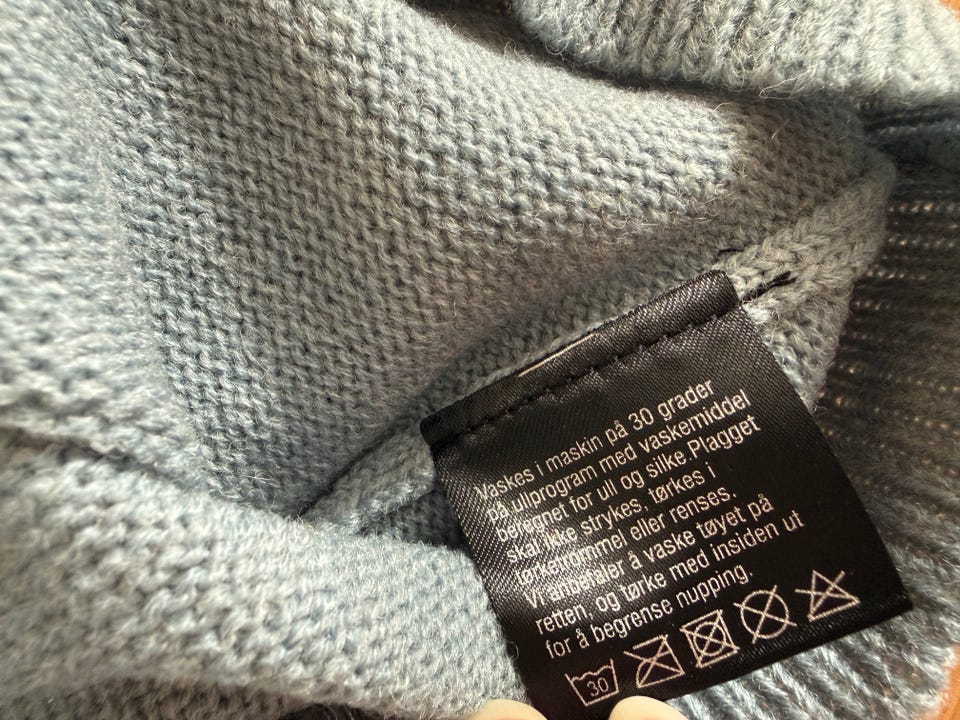 Vaskes i maskin på 30 grader
på ullprogram med vaskemiddel
beregnet for ull og silke.Plagget
skal ikke strykes, tørkes i
tørketrommel eller renses.
Vi anbefaler å vaske tøyet på
retten, og tørke med insiden ut
for å begrense nupping.
30